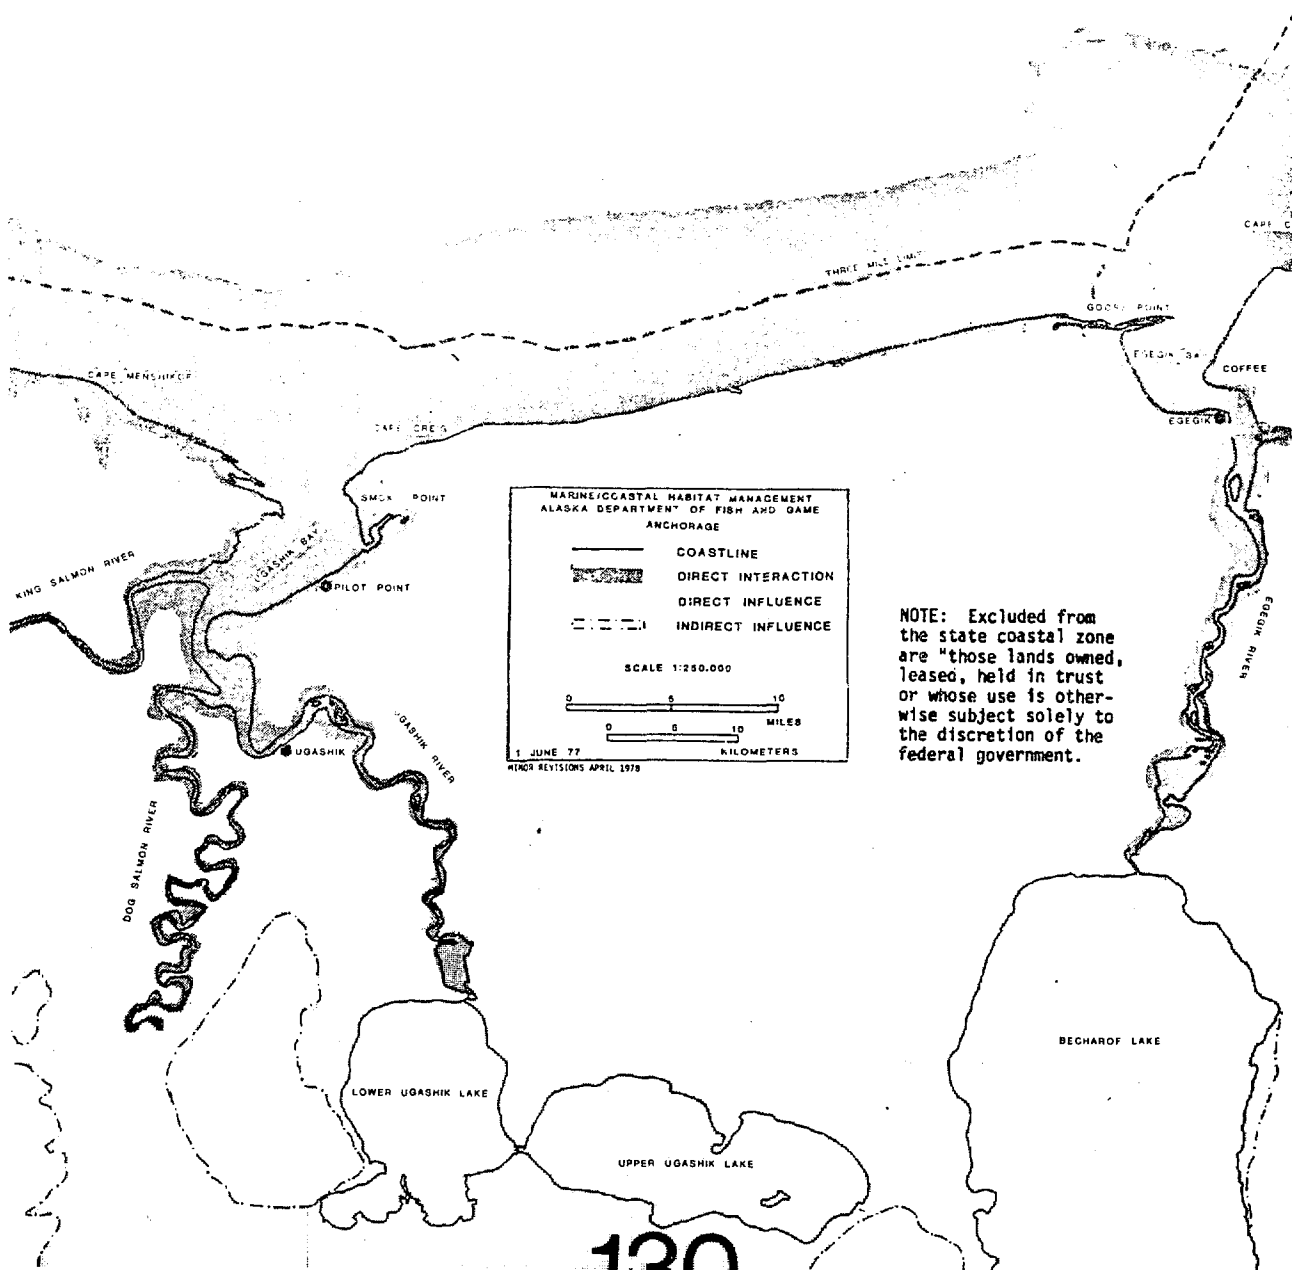 THREE MILE LIMIT
GOOSE POINT
CAPE MENSHIKOF
COFFEE
EGEGIK
CAPE GREIG
SMOKY POINT
KING SALMON RIVER
UGASHIK BAY
PILOT POINT
EGEGIK RIVER
UGASHIK RIVER
UGASHIK
DOG SALMON RIVER
MARINE/COASTAL HABITAT MANAGEMENT
ALASKA DEPARTMENT OF FISH AND GAME
ANCHORAGE
COASTLINE
DIRECT INTERACTION
DIRECT INFLUENCE
INDIRECT INFLUENCE
SCALE 1:250,000
0 5 10
MILES
0 5 10
KILOMETERS
1 JUNE 77
MINOR REVISIONS APRIL 1978
NOTE: Excluded from
the state coastal zone
are "those lands owned,
leased, held in trust
or whose use is other-
wise subject solely to
the discretion of the
federal government.
BECHAROF LAKE
LOWER UGASHIK LAKE
UPPER UGASHIK LAKE
130